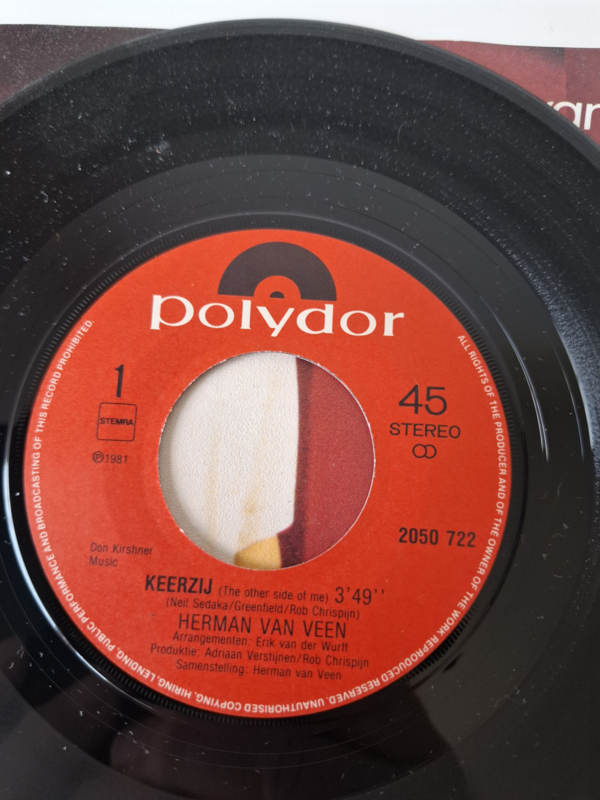 polydor
1
STEMRA
℗1981
45
STEREO
2050 722
Don Kirshner
Music
KEERZIJ (The other side of me) 3'49''
(Neil Sedaka/Greenfield/Rob Chrispijn)
HERMAN VAN VEEN
Arrangementen: Erik van der Wurff
Produktie: Adriaan Verstijnen/Rob Chrispijn
Samenstelling: Herman van Veen
ALL RIGHTS OF THE PRODUCER AND OF THE OWNER OF THE WORK REPRODUCED RESERVED. UNAUTHORISED COPYING, HIRING, LENDING, PUBLIC PERFORMANCE AND BROADCASTING OF THIS RECORD PROHIBITED.